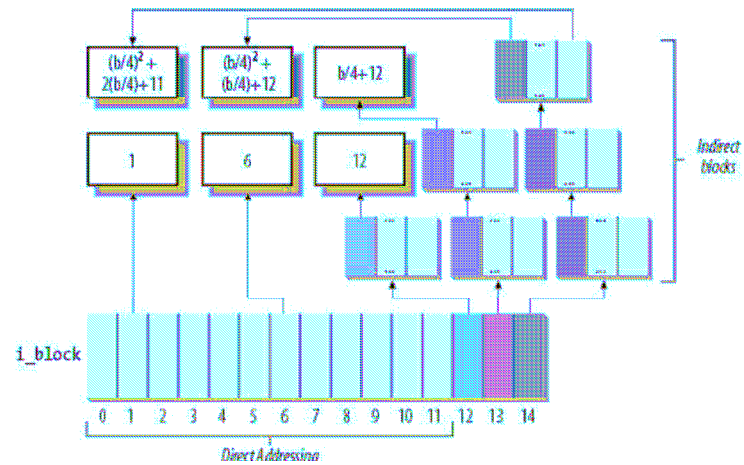 (b/4)² +
2(b/4)+11
(b/4)² +
(b/4)+12
b/4+12
1
6
12
Indirect
blocks
i_block
0 1 2 3 4 5 6 7 8 9 10 11 12 13 14
Direct Addressing